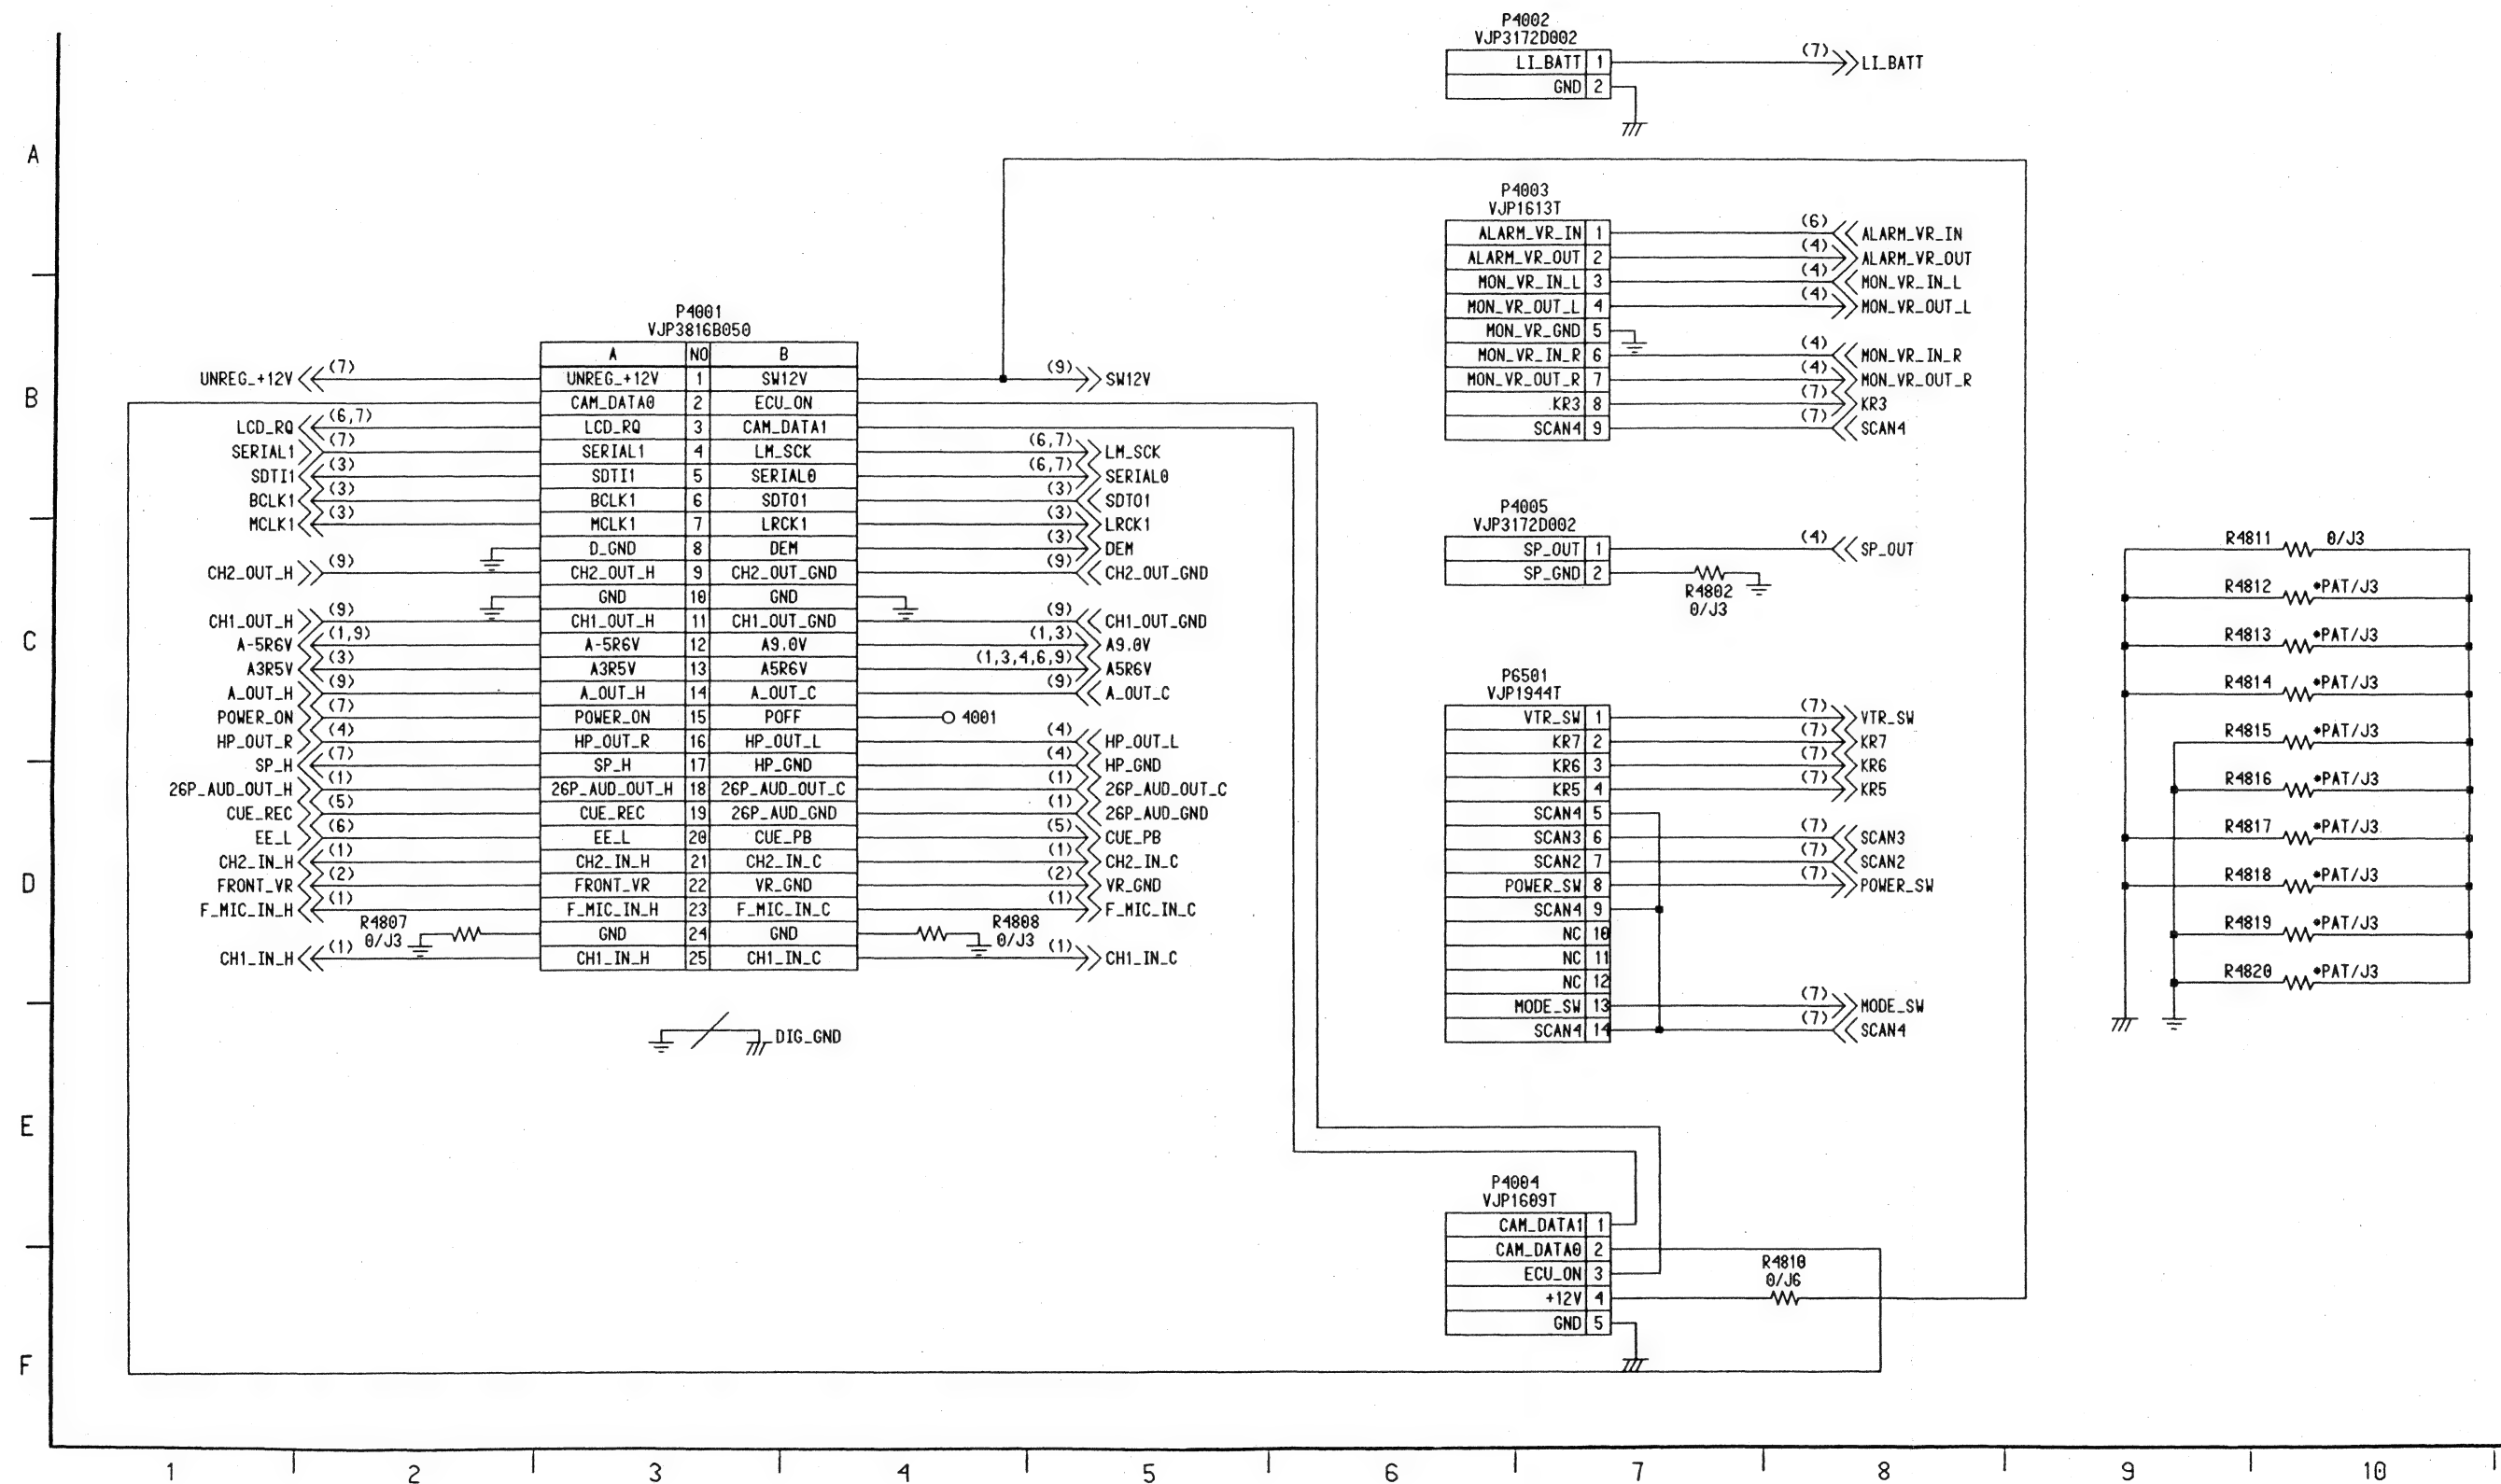 P4002
VJP3172D002
LI_BATT 1 (7) LI_BATT
GND 2
A
P4003
VJP1613T
ALARM_VR_IN 1 (6) ALARM_VR_IN
ALARM_VR_OUT 2 (4) ALARM_VR_OUT
MON_VR_IN_L 3 (4) MON_VR_IN_L
MON_VR_OUT_L 4 (4) MON_VR_OUT_L
MON_VR_GND 5
MON_VR_IN_R 6 (4) MON_VR_IN_R
MON_VR_OUT_R 7 (4) MON_VR_OUT_R
KR3 8 (7) KR3
SCAN4 9 (7) SCAN4
P4001
VJP3816B050
A NO B
UNREG_+12V (7) UNREG_+12V 1 SW12V (9) SW12V
B
CAM_DATA0 2 ECU_ON
LCD_RQ (6,7) LCD_RQ 3 CAM_DATA1
SERIAL1 (7) SERIAL1 4 LM_SCK (6,7) LM_SCK
SDTI1 (3) SDTI1 5 SERIAL0 (6,7) SERIAL0
BCLK1 (3) BCLK1 6 SDTO1 (3) SDTO1
MCLK1 (3) MCLK1 7 LRCK1 (3) LRCK1
D_GND 8 DEM (3) DEM
CH2_OUT_H (9) CH2_OUT_H 9 CH2_OUT_GND (9) CH2_OUT_GND
GND 10 GND
CH1_OUT_H (9) CH1_OUT_H 11 CH1_OUT_GND (9) CH1_OUT_GND
C
A-5R6V (1,9) A-5R6V 12 A9.0V (1,3) A9.0V
A3R5V (3) A3R5V 13 A5R6V (1,3,4,6,9) A5R6V
A_OUT_H (9) A_OUT_H 14 A_OUT_C (9) A_OUT_C
POWER_ON (7) POWER_ON 15 POFF 4001
HP_OUT_R (4) HP_OUT_R 16 HP_OUT_L (4) HP_OUT_L
SP_H (7) SP_H 17 HP_GND (4) HP_GND
26P_AUD_OUT_H (1) 26P_AUD_OUT_H 18 26P_AUD_OUT_C (1) 26P_AUD_OUT_C
CUE_REC (5) CUE_REC 19 26P_AUD_GND (1) 26P_AUD_GND
EE_L (6) EE_L 20 CUE_PB (5) CUE_PB
CH2_IN_H (1) CH2_IN_H 21 CH2_IN_C (1) CH2_IN_C
D
FRONT_VR (2) FRONT_VR 22 VR_GND (2) VR_GND
F_MIC_IN_H (1) F_MIC_IN_H 23 F_MIC_IN_C (1) F_MIC_IN_C
R4807
0/J3
GND 24 GND
R4808
0/J3
CH1_IN_H (1) CH1_IN_H 25 CH1_IN_C (1) CH1_IN_C
DIG_GND
P4005
VJP3172D002
SP_OUT 1 (4) SP_OUT
SP_GND 2
R4802
0/J3
P6501
VJP1944T
VTR_SW 1 (7) VTR_SW
KR7 2 (7) KR7
KR6 3 (7) KR6
KR5 4 (7) KR5
SCAN4 5
SCAN3 6 (7) SCAN3
SCAN2 7 (7) SCAN2
POWER_SW 8 (7) POWER_SW
SCAN4 9
NC 10
NC 11
NC 12
MODE_SW 13 (7) MODE_SW
SCAN4 14 (7) SCAN4
R4811 0/J3
R4812 *PAT/J3
R4813 *PAT/J3
R4814 *PAT/J3
R4815 *PAT/J3
R4816 *PAT/J3
R4817 *PAT/J3
R4818 *PAT/J3
R4819 *PAT/J3
R4820 *PAT/J3
E
P4004
VJP1609T
CAM_DATA1 1
CAM_DATA0 2
ECU_ON 3
R4810
0/J6
+12V 4
GND 5
F
1 2 3 4 5 6 7 8 9 10